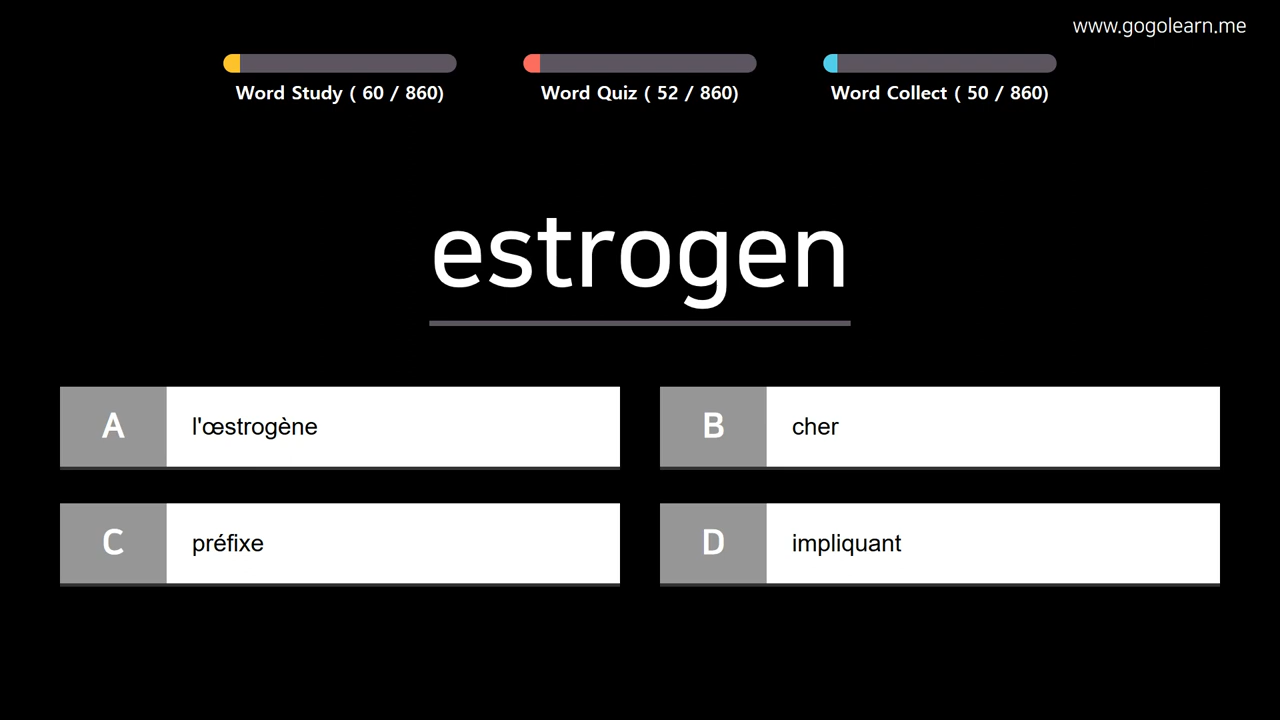 www.gogolearn.me
Word Study ( 60 / 860)
Word Quiz ( 52 / 860)
Word Collect ( 50 / 860)
estrogen
A l'œstrogène
B cher
C préfixe
D impliquant